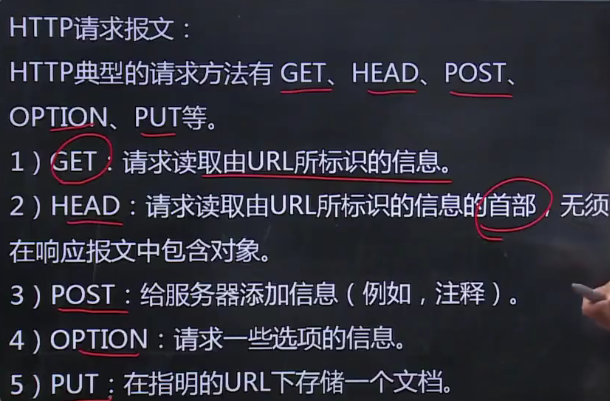 HTTP请求报文：
HTTP典型的请求方法有 GET、HEAD、POST、
OPTION、PUT等。
1）GET：请求读取由URL所标识的信息。
2）HEAD：请求读取由URL所标识的信息的首部，无须
在响应报文中包含对象。
3）POST：给服务器添加信息（例如，注释）。
4）OPTION：请求一些选项的信息。
5）PUT：在指明的URL下存储一个文档。